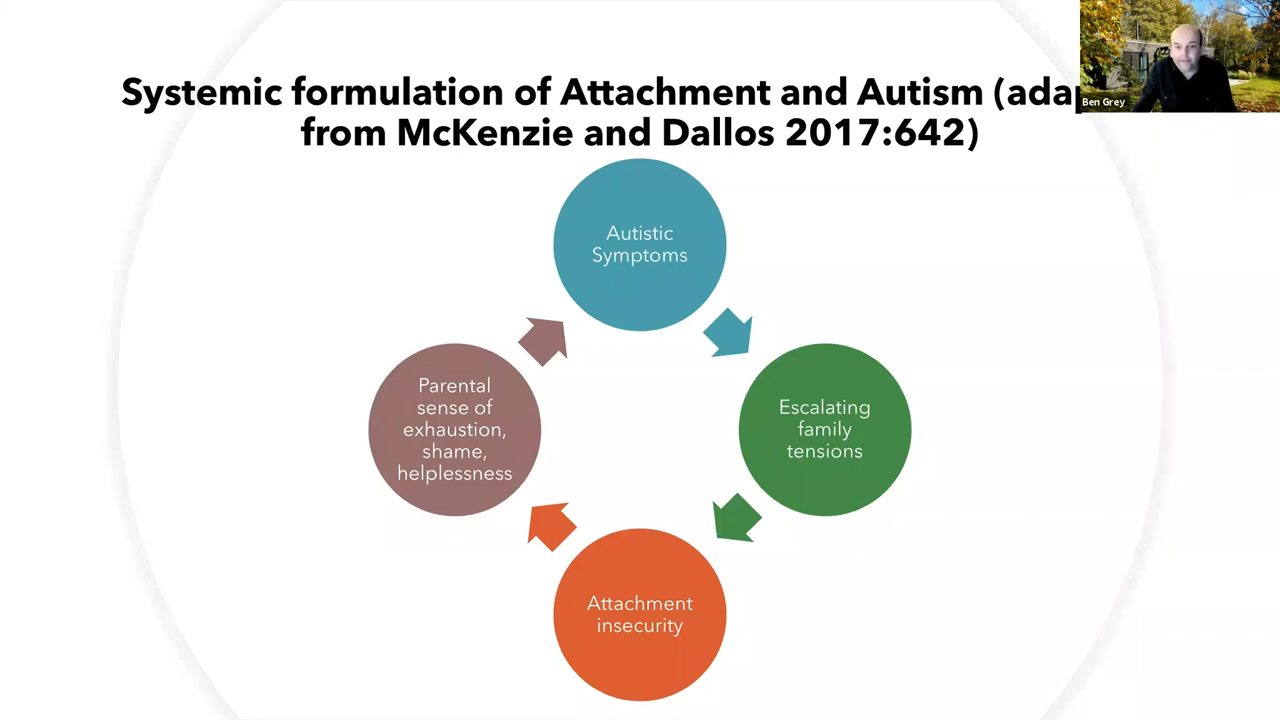 Systemic formulation of Attachment and Autism (ada
from McKenzie and Dallos 2017:642)
Ben Grey
Autistic
Symptoms
Parental
sense of
exhaustion,
shame,
helplessness
Escalating
family
tensions
Attachment
insecurity